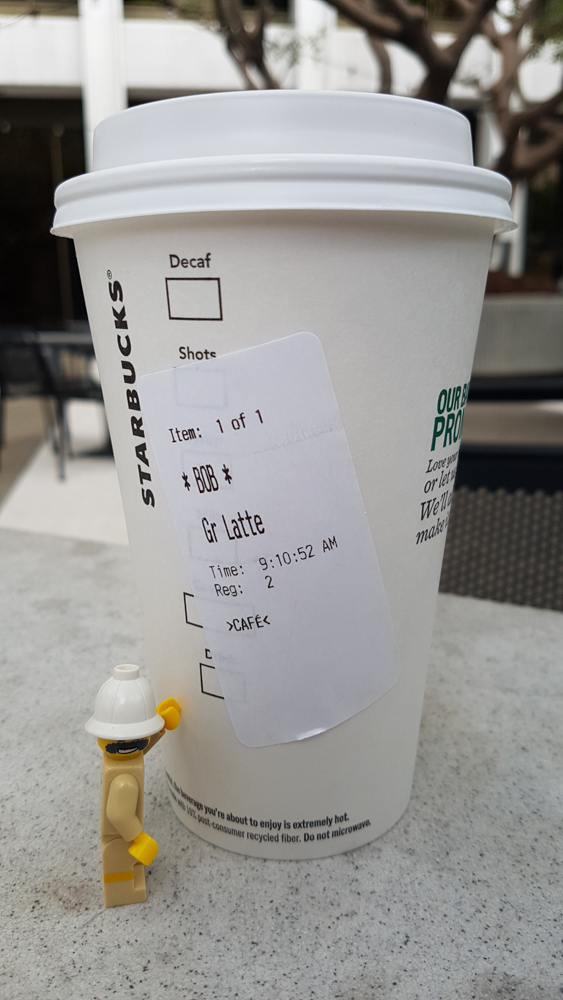 STARBUCKS®
Decaf
Shots
Item: 1 of 1
* BOB *
Gr Latte
Time: 9:10:52 AM
Reg: 2
>CAFÉ<
OUR
PRO
Love
or let
We'll
make
beverage you're about to enjoy is extremely hot.
10% post-consumer recycled fiber. Do not microwave.